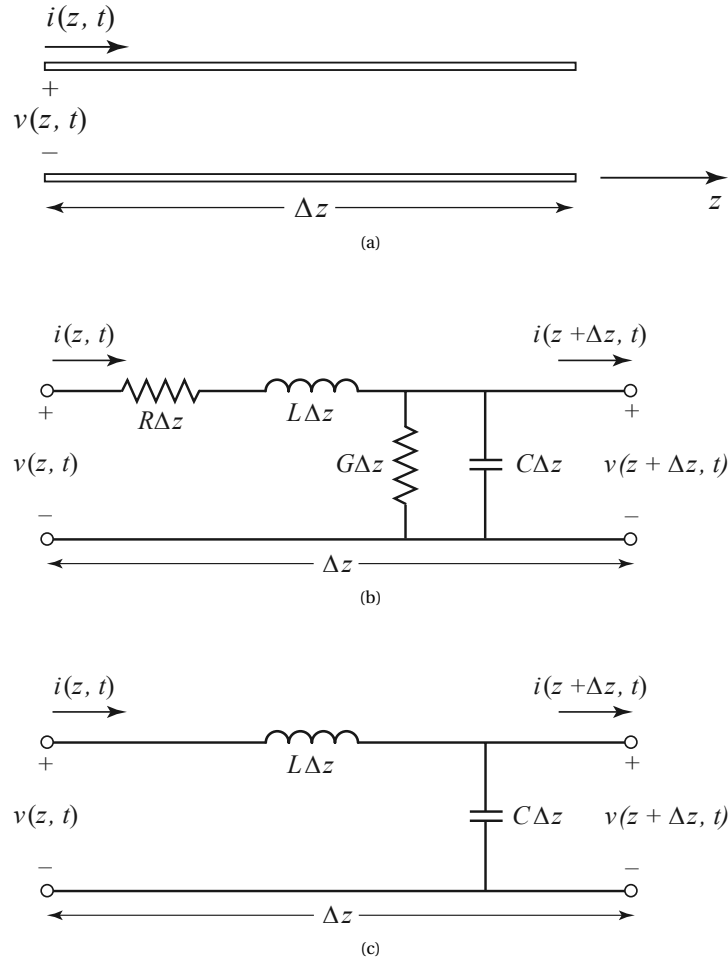 i(z, t)
+
v(z, t)
−
z
Δz
(a)
i(z, t)
i(z +Δz, t)
+
RΔz
LΔz
+
v(z, t)
GΔz
CΔz
v(z + Δz, t)
−
−
Δz
(b)
i(z, t)
i(z +Δz, t)
+
LΔz
+
v(z, t)
CΔz
v(z + Δz, t)
−
−
Δz
(c)